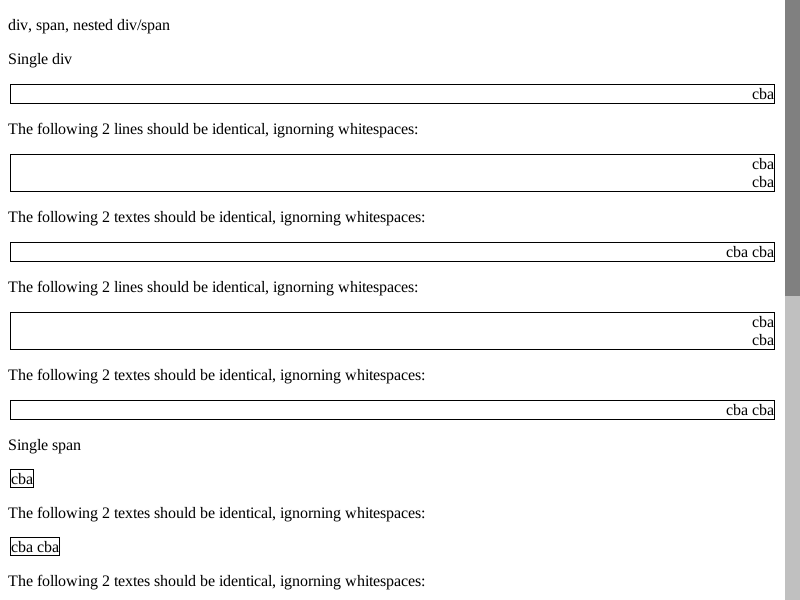 div, span, nested div/span
Single div
cba
The following 2 lines should be identical, ignorning whitespaces:
cba
cba
The following 2 textes should be identical, ignorning whitespaces:
cba cba
The following 2 lines should be identical, ignorning whitespaces:
cba
cba
The following 2 textes should be identical, ignorning whitespaces:
cba cba
Single span
cba
The following 2 textes should be identical, ignorning whitespaces:
cba cba
The following 2 textes should be identical, ignorning whitespaces: